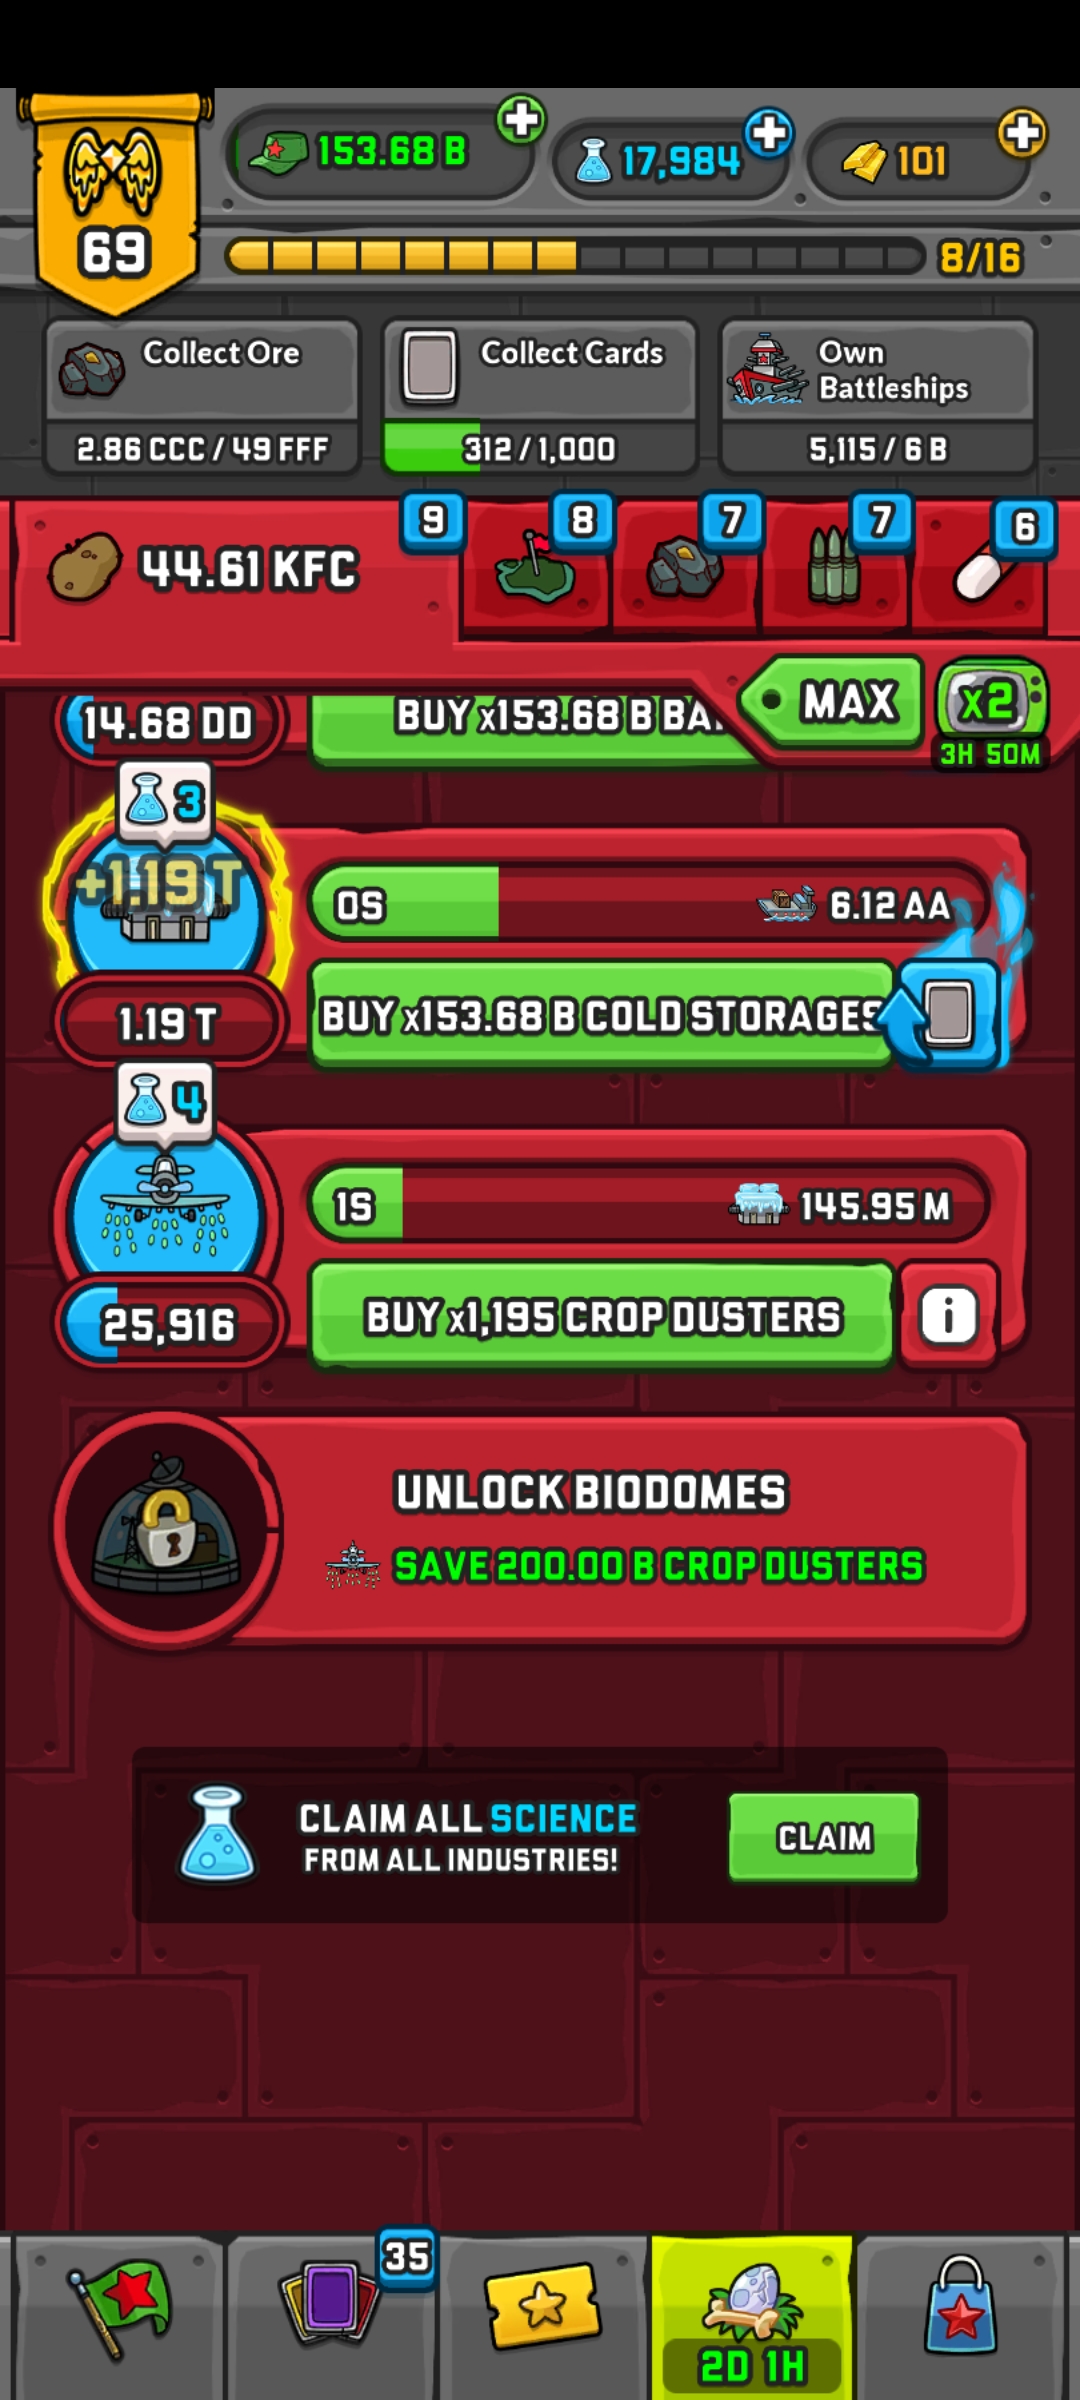 69
153.68 B
17,984
101
8/16
Collect Ore
2.86 CCC / 49 FFF
Collect Cards
312 / 1,000
Own
Battleships
5,115 / 6 B
44.61 KFC
9
8
7
7
6
MAX
x2
3H 50M
14.68 DD
BUY x153.68 B BA
3
+1.19 T
1.19 T
0S
6.12 AA
BUY x153.68 B COLD STORAGES
4
25,916
1S
145.95 M
BUY x1,195 CROP DUSTERS
i
UNLOCK BIODOMES
SAVE 200.00 B CROP DUSTERS
CLAIM ALL SCIENCE
FROM ALL INDUSTRIES!
CLAIM
35
2D 1H